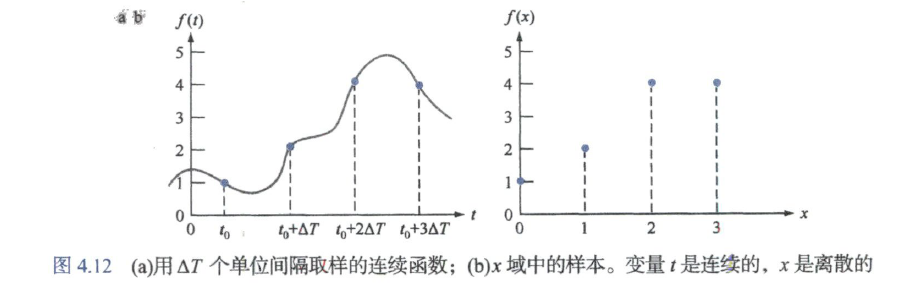 a b
f(t)
5
4
3
2
1
0
0 t₀ t₀+ΔT t₀+2ΔT t₀+3ΔT t
f(x)
5
4
3
2
1
0
0 1 2 3 x
图 4.12 (a)用 ΔT 个单位间隔取样的连续函数；(b)x 域中的样本。变量 t 是连续的，x 是离散的